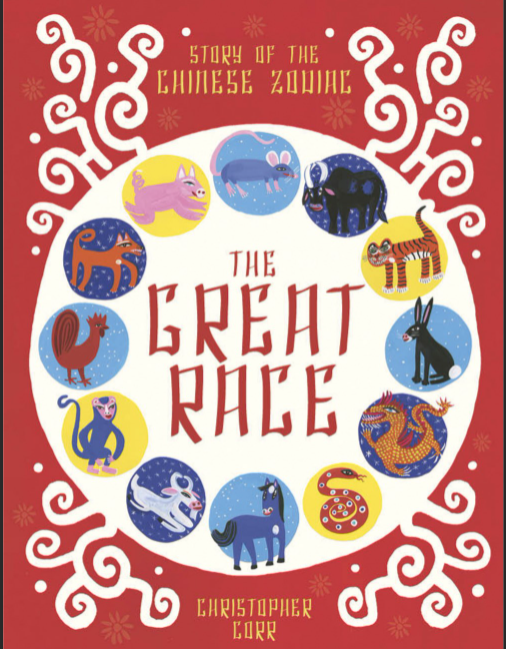 STORY OF THE
CHINESE ZODIAC
THE
GREAT
RACE
CHRISTOPHER
CORR